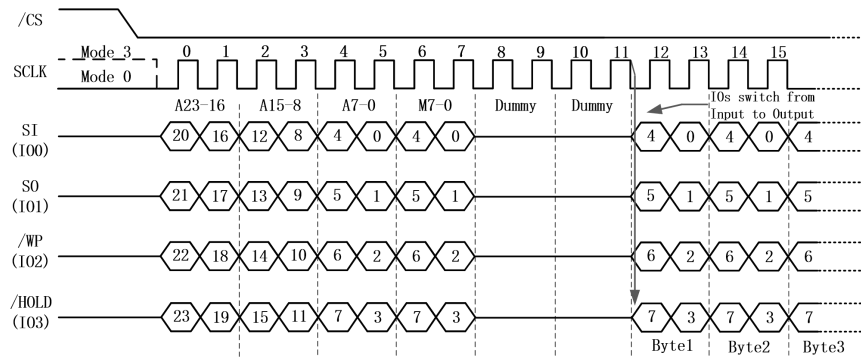 /CS
Mode 3 0 1 2 3 4 5 6 7 8 9 10 11 12 13 14 15
SCLK
Mode 0
A23-16 A15-8 A7-0 M7-0 Dummy Dummy
IOs switch from
Input to Output
SI
(IO0)
20 16 12 8 4 0 4 0 4 0 4 0 4
SO
(IO1)
21 17 13 9 5 1 5 1 5 1 5 1 5
/WP
(IO2)
22 18 14 10 6 2 6 2 6 2 6 2 6
/HOLD
(IO3)
23 19 15 11 7 3 7 3 7 3 7 3 7
Byte1 Byte2 Byte3